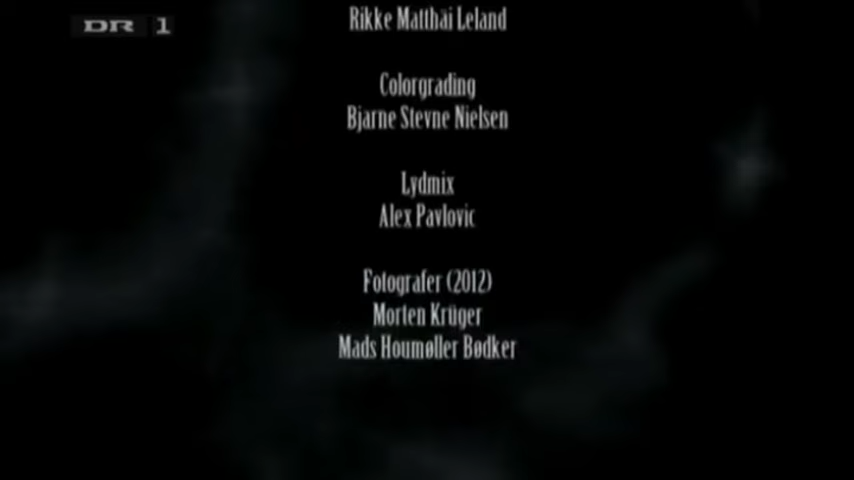 DR 1
Rikke Matthäi Leland
Colorgrading
Bjarne Stevne Nielsen
Lydmix
Alex Pavlovic
Fotografer (2012)
Morten Krüger
Mads Houmøller Bødker